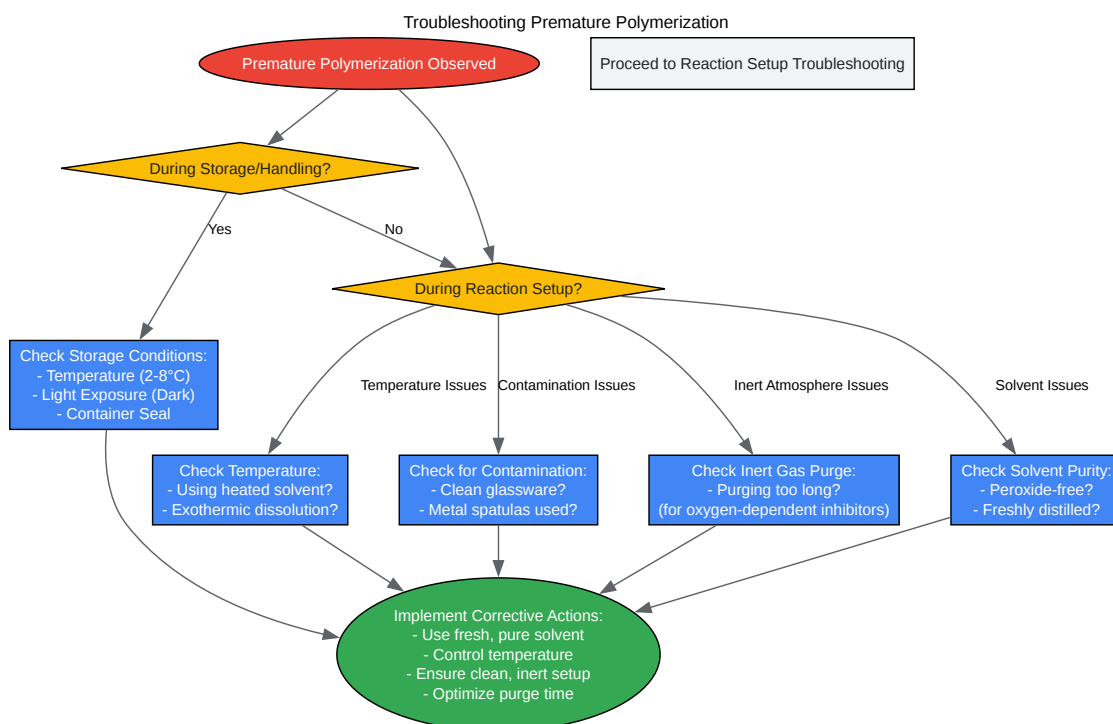 Troubleshooting Premature Polymerization
Premature Polymerization Observed
Proceed to Reaction Setup Troubleshooting
During Storage/Handling?
Yes
No
During Reaction Setup?
Check Storage Conditions:
- Temperature (2-8°C)
- Light Exposure (Dark)
- Container Seal
Temperature Issues
Contamination Issues
Inert Atmosphere Issues
Solvent Issues
Check Temperature:
- Using heated solvent?
- Exothermic dissolution?
Check for Contamination:
- Clean glassware?
- Metal spatulas used?
Check Inert Gas Purge:
- Purging too long?
(for oxygen-dependent inhibitors)
Check Solvent Purity:
- Peroxide-free?
- Freshly distilled?
Implement Corrective Actions:
- Use fresh, pure solvent
- Control temperature
- Ensure clean, inert setup
- Optimize purge time